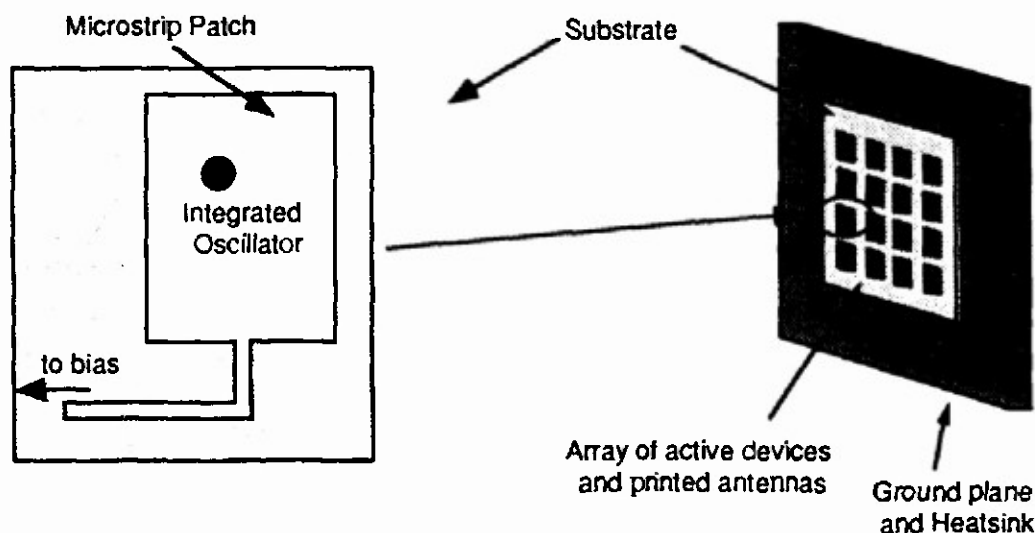 Microstrip Patch
Substrate
Integrated
Oscillator
to bias
Array of active devices
and printed antennas
Ground plane
and Heatsink